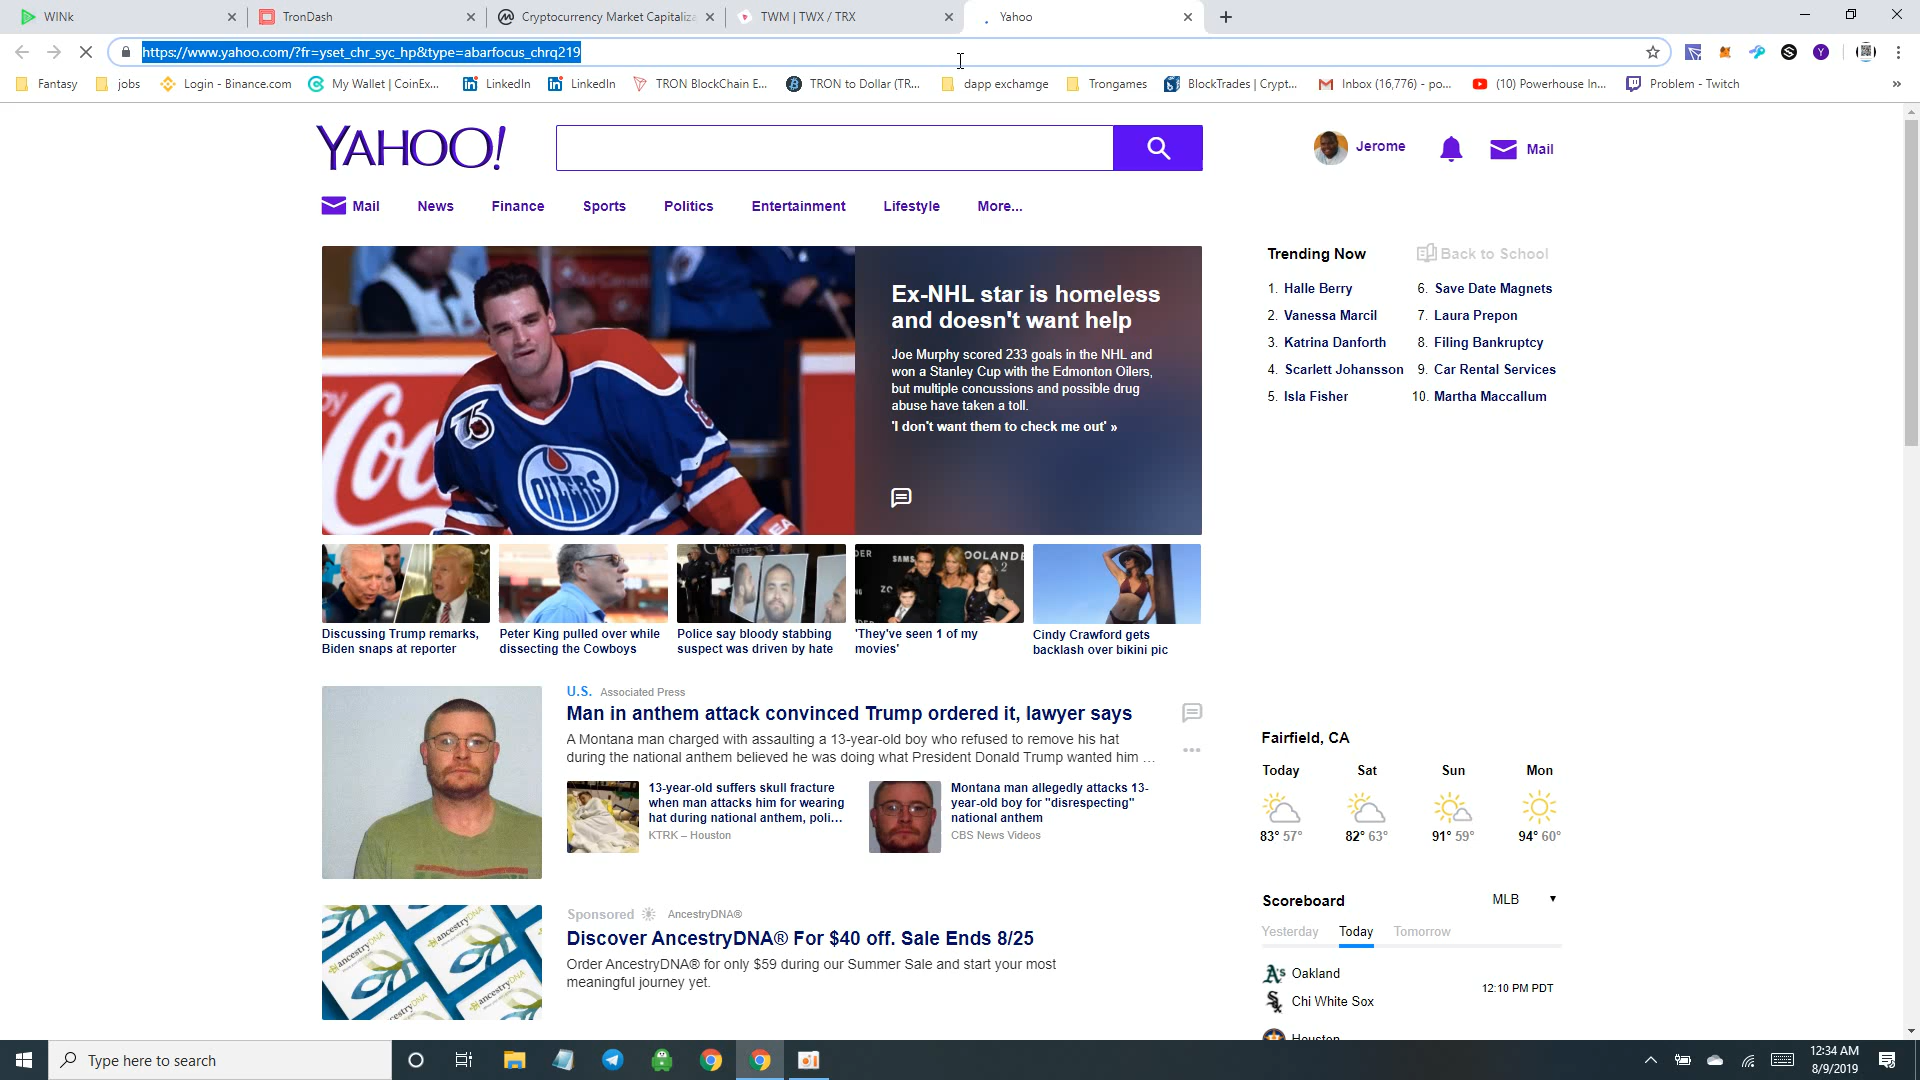 WINk
TronDash
Cryptocurrency Market Capitaliza
TWM | TWX / TRX
Yahoo
https://www.yahoo.com/?fr=yset_chr_syc_hp&type=abarfocus_chrq219
Fantasy
jobs
Login - Binance.com
My Wallet | CoinEx...
LinkedIn
LinkedIn
TRON BlockChain E...
TRON to Dollar (TR...
dapp exchamge
Trongames
BlockTrades | Crypt...
Inbox (16,776) - po...
(10) Powerhouse In...
Problem - Twitch
YAHOO!
Jerome
Mail
Mail
News
Finance
Sports
Politics
Entertainment
Lifestyle
More...
Ex-NHL star is homeless
and doesn't want help
Joe Murphy scored 233 goals in the NHL and
won a Stanley Cup with the Edmonton Oilers,
but multiple concussions and possible drug
abuse have taken a toll.
'I don't want them to check me out' »
75
OILERS
Trending Now
Back to School
1. Halle Berry
2. Vanessa Marcil
3. Katrina Danforth
4. Scarlett Johansson
5. Isla Fisher
6. Save Date Magnets
7. Laura Prepon
8. Filing Bankruptcy
9. Car Rental Services
10. Martha Maccallum
Discussing Trump remarks,
Biden snaps at reporter
Peter King pulled over while
dissecting the Cowboys
Police say bloody stabbing
suspect was driven by hate
'They've seen 1 of my
movies'
Cindy Crawford gets
backlash over bikini pic
U.S. Associated Press
Man in anthem attack convinced Trump ordered it, lawyer says
A Montana man charged with assaulting a 13-year-old boy who refused to remove his hat
during the national anthem believed he was doing what President Donald Trump wanted him ...
13-year-old suffers skull fracture
when man attacks him for wearing
hat during national anthem, poli...
KTRK – Houston
Montana man allegedly attacks 13-
year-old boy for "disrespecting"
national anthem
CBS News Videos
Sponsored
AncestryDNA®
Discover AncestryDNA® For $40 off. Sale Ends 8/25
Order AncestryDNA® for only $59 during our Summer Sale and start your most
meaningful journey yet.
Fairfield, CA
Today
Sat
Sun
Mon
83° 57°
82° 63°
91° 59°
94° 60°
Scoreboard
MLB
Yesterday
Today
Tomorrow
Oakland
Chi White Sox
12:10 PM PDT
Houston
Type here to search
12:34 AM
8/9/2019